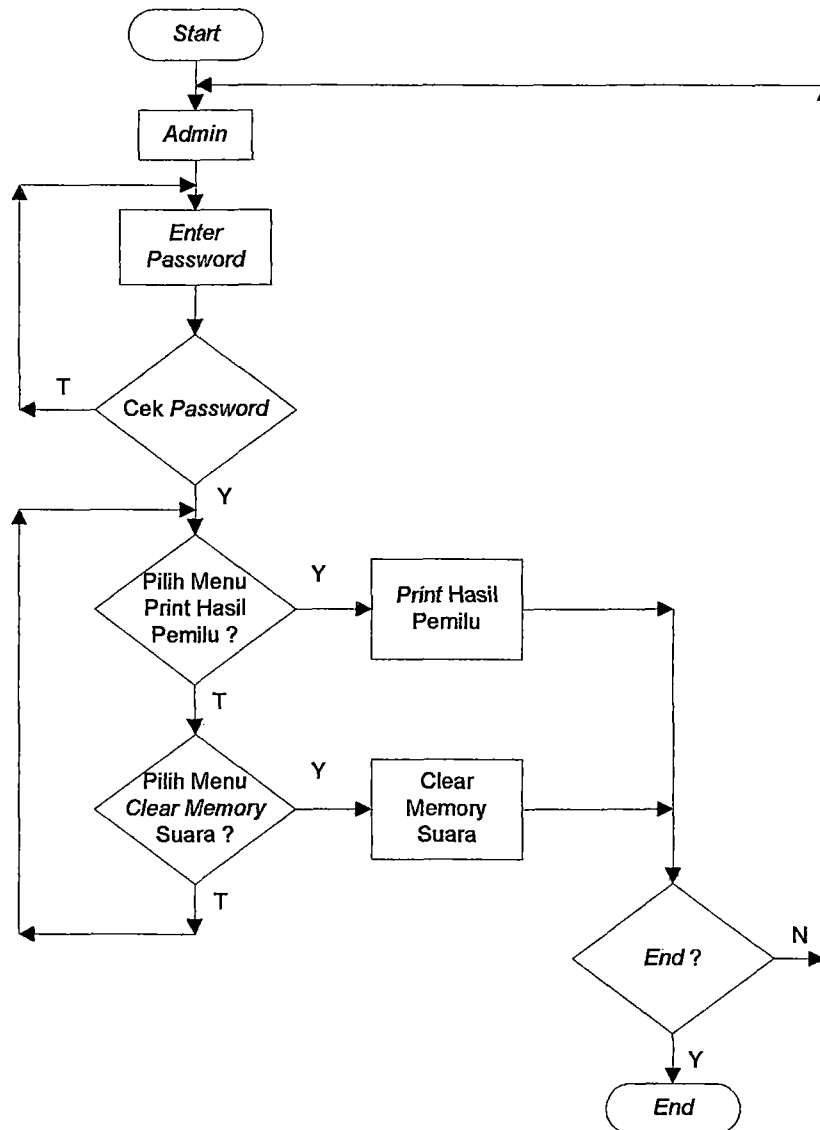 Start
Admin
Enter
Password
T
Cek Password
Y
Pilih Menu
Print Hasil
Pemilu ?
Y
Print Hasil
Pemilu
T
Pilih Menu
Clear Memory
Suara ?
Y
Clear
Memory
Suara
T
End ?
N
Y
End